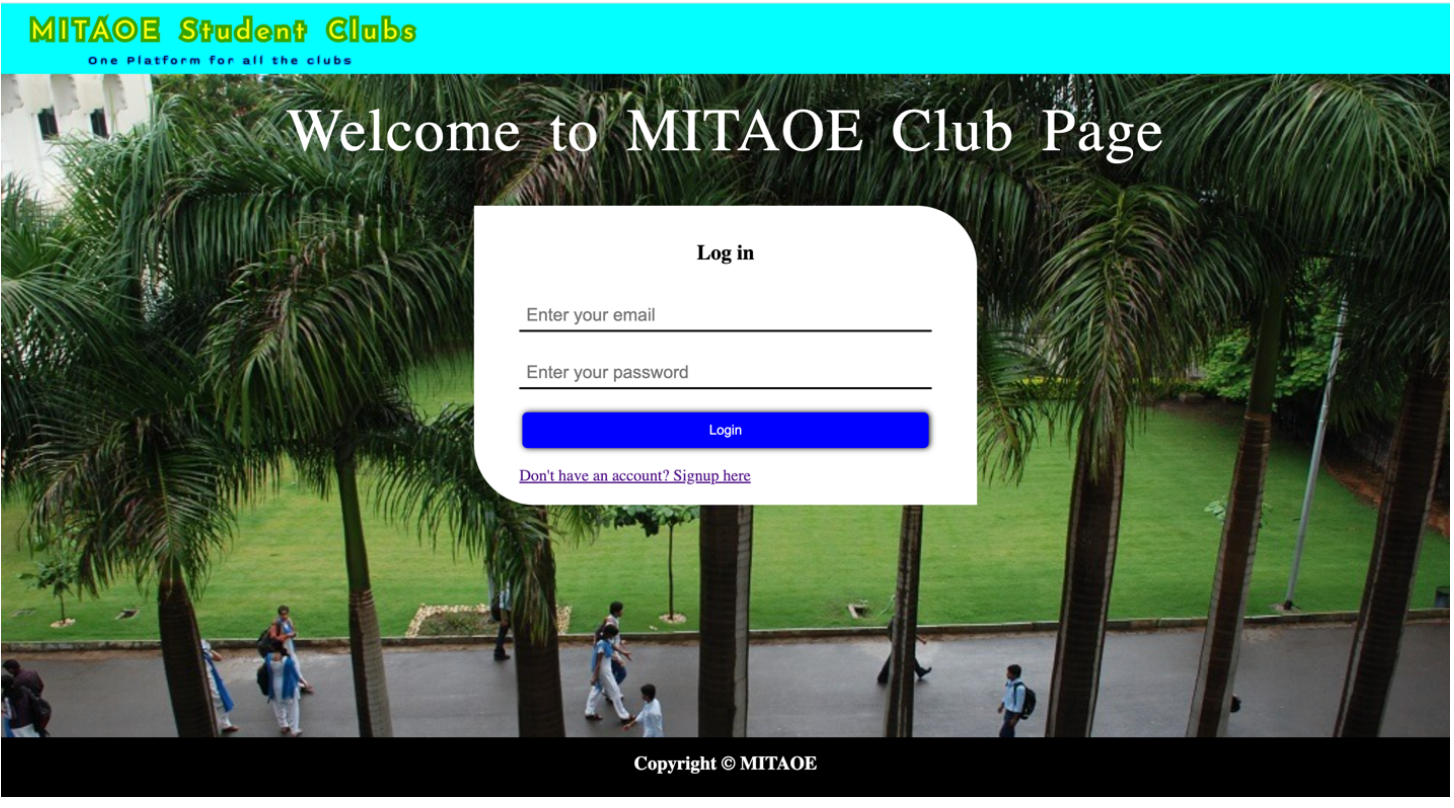 MITAOE Student Clubs
One Platform for all the clubs
Welcome to MITAOE Club Page
Log in
Enter your email
Enter your password
Login
Don't have an account? Signup here
Copyright © MITAOE